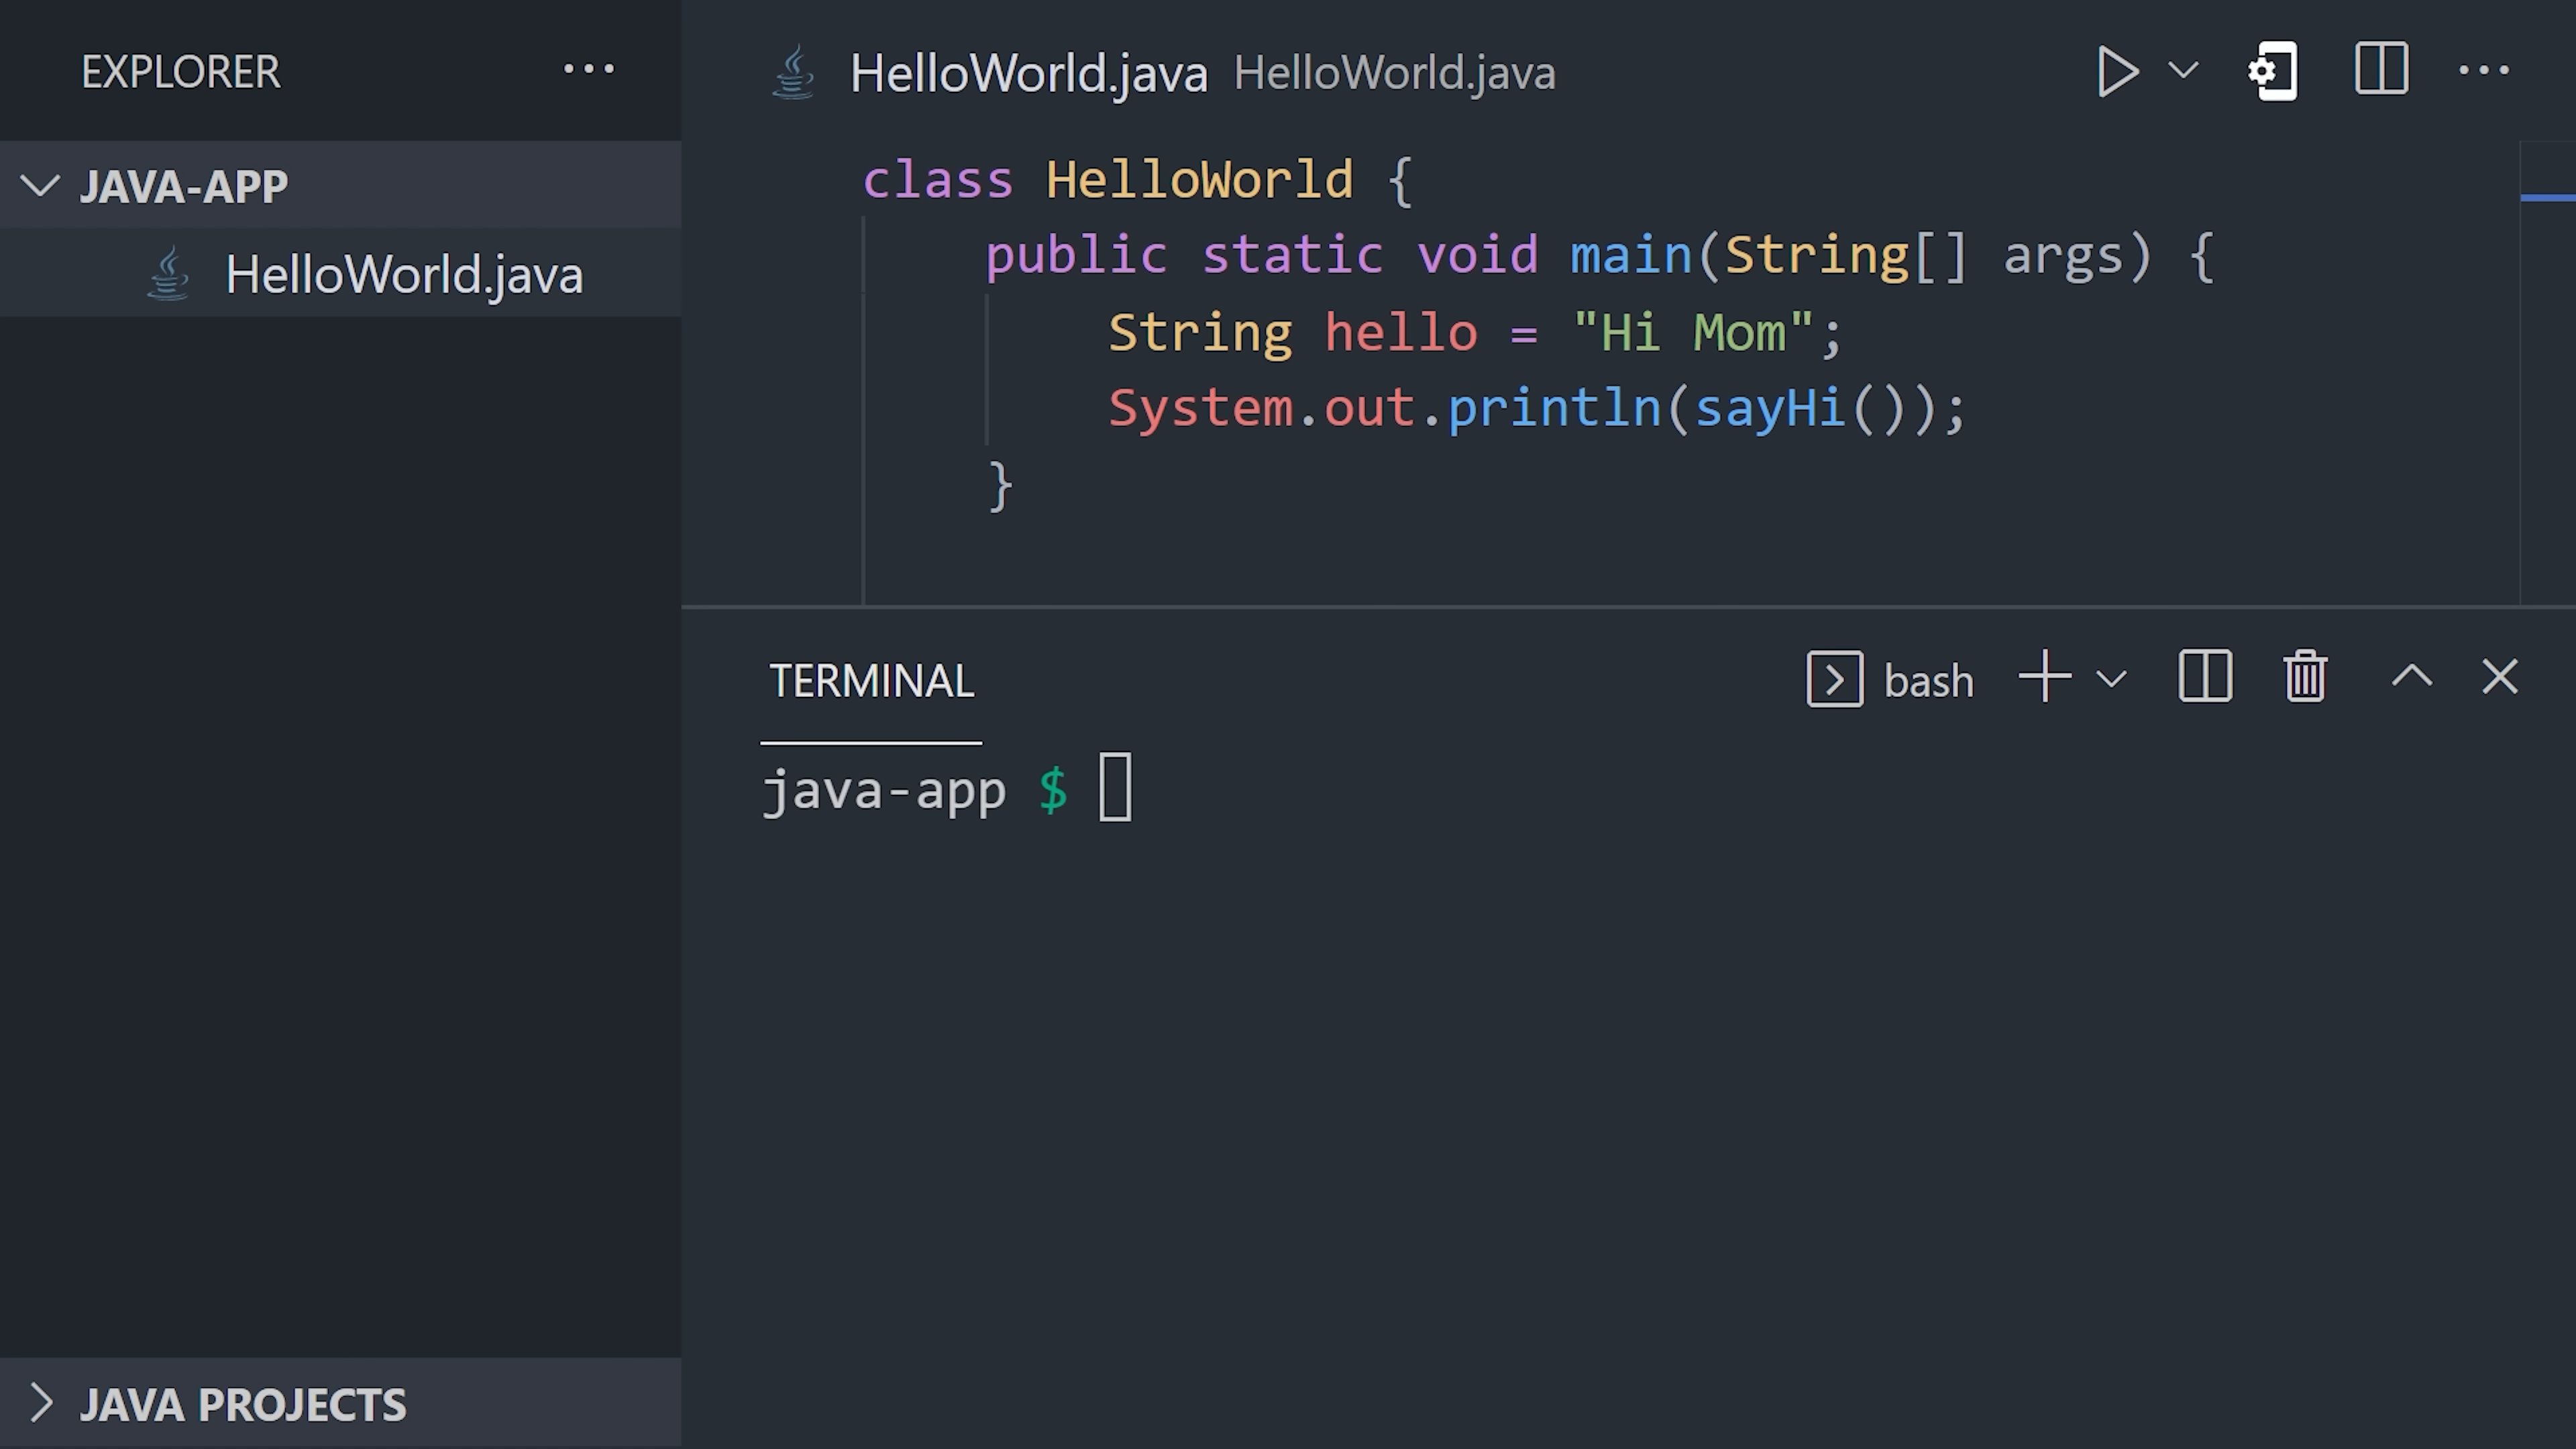 EXPLORER
JAVA-APP
HelloWorld.java
JAVA PROJECTS
HelloWorld.java HelloWorld.java
class HelloWorld {
public static void main(String[] args) {
String hello = "Hi Mom";
System.out.println(sayHi());
}
TERMINAL
bash
java-app $